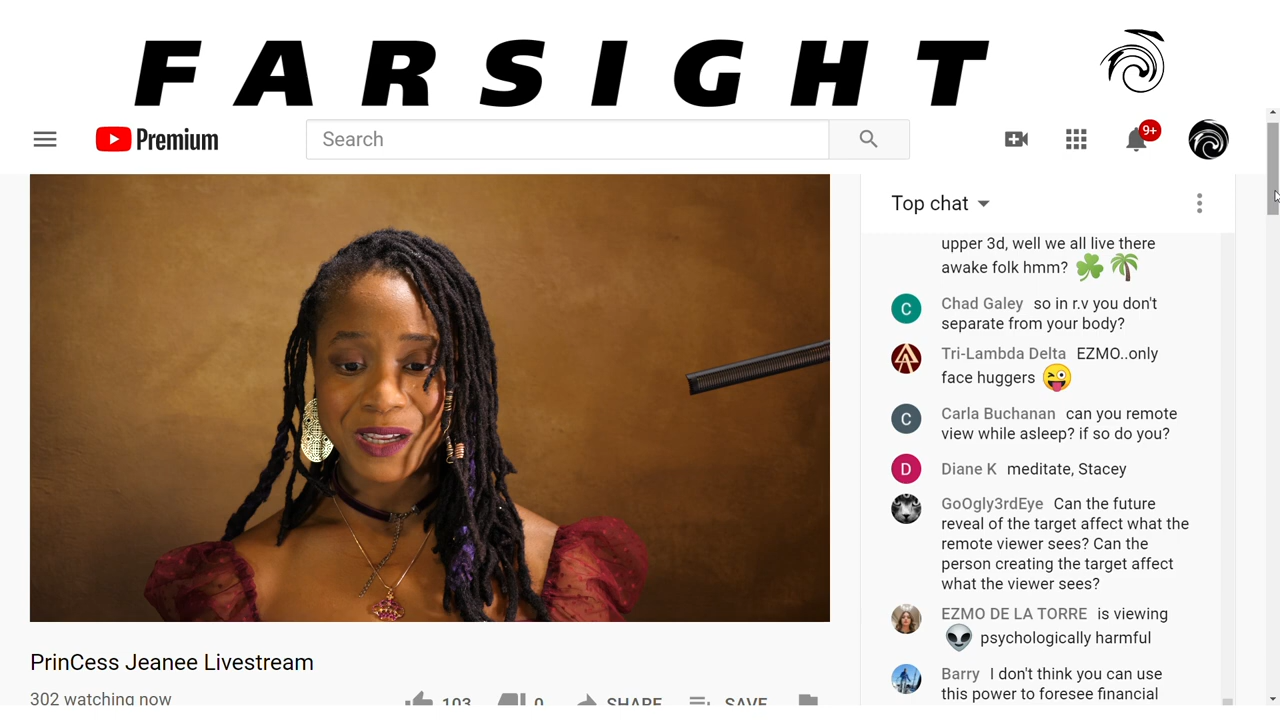 FARSIGHT
Premium
Search
9+
Top chat
upper 3d, well we all live there
awake folk hmm?
C
Chad Galey so in r.v you don't
separate from your body?
Tri-Lambda Delta EZMO..only
face huggers
C
Carla Buchanan can you remote
view while asleep? if so do you?
D
Diane K meditate, Stacey
GoOgly3rdEye Can the future
reveal of the target affect what the
remote viewer sees? Can the
person creating the target affect
what the viewer sees?
EZMO DE LA TORRE is viewing
psychologically harmful
Barry I don't think you can use
this power to foresee financial
PrinCess Jeanee Livestream
302 watching now
103
0
SHARE
SAVE